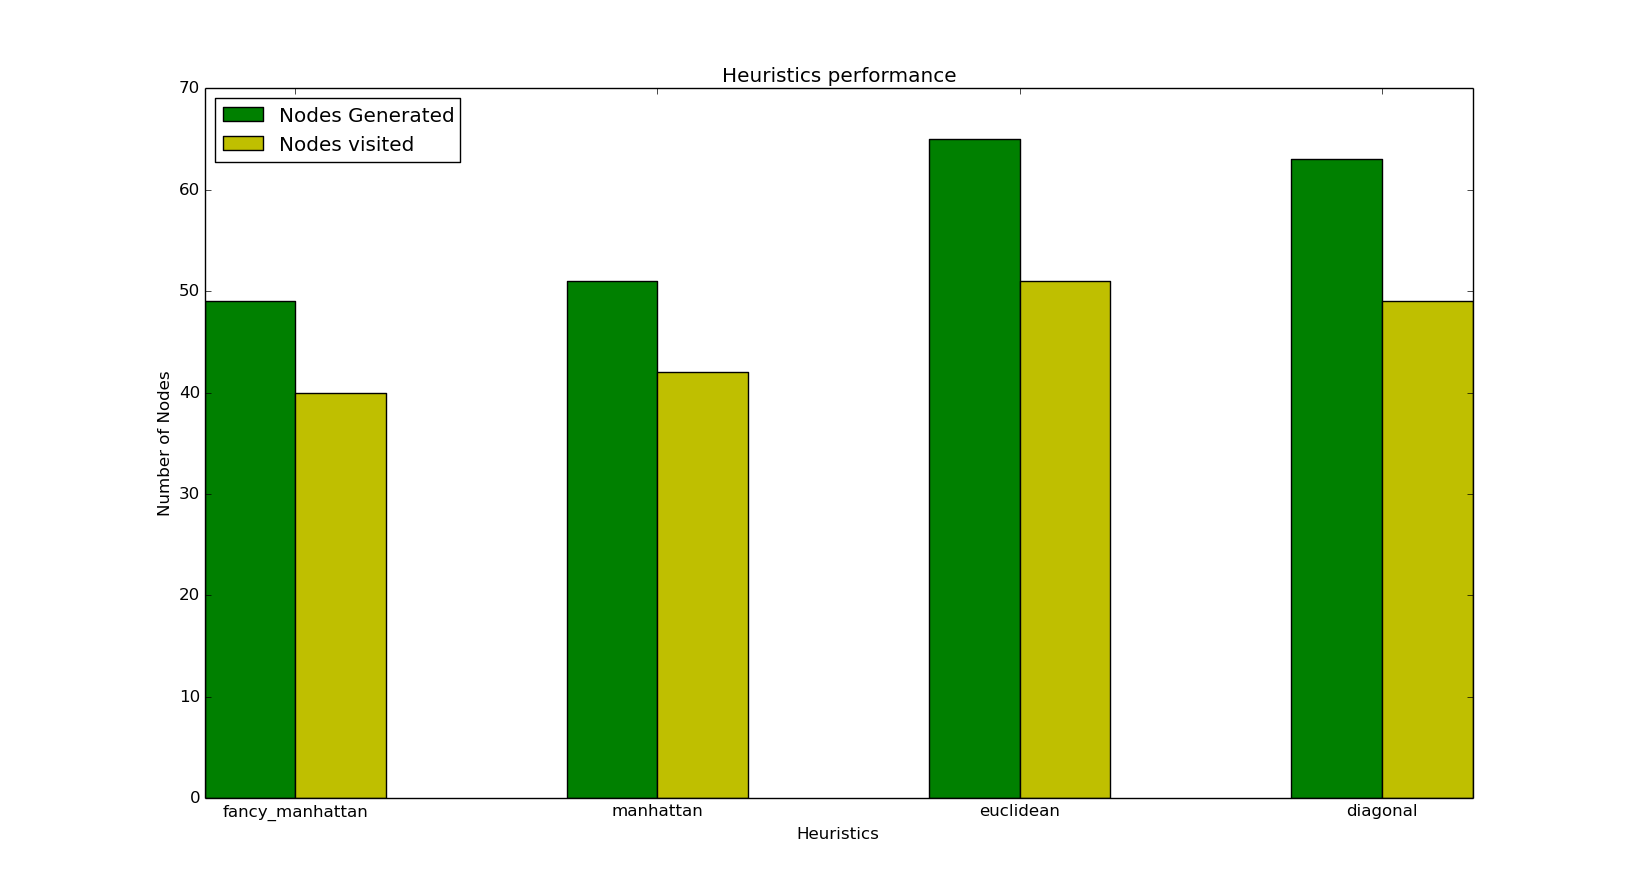 Heuristics performance
Nodes Generated
Nodes visited
70
60
50
40
30
20
10
0
Number of Nodes
fancy_manhattan manhattan euclidean diagonal
Heuristics